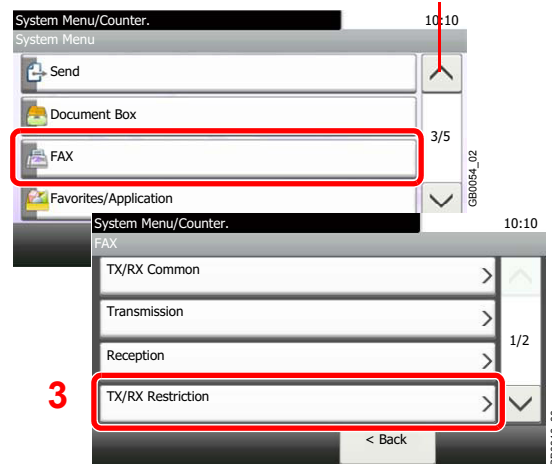 System Menu/Counter.
10:10
System Menu
Send
Document Box
3/5
FAX
GB0054_02
Favorites/Application
System Menu/Counter.
10:10
FAX
TX/RX Common
Transmission
1/2
Reception
3
TX/RX Restriction
< Back